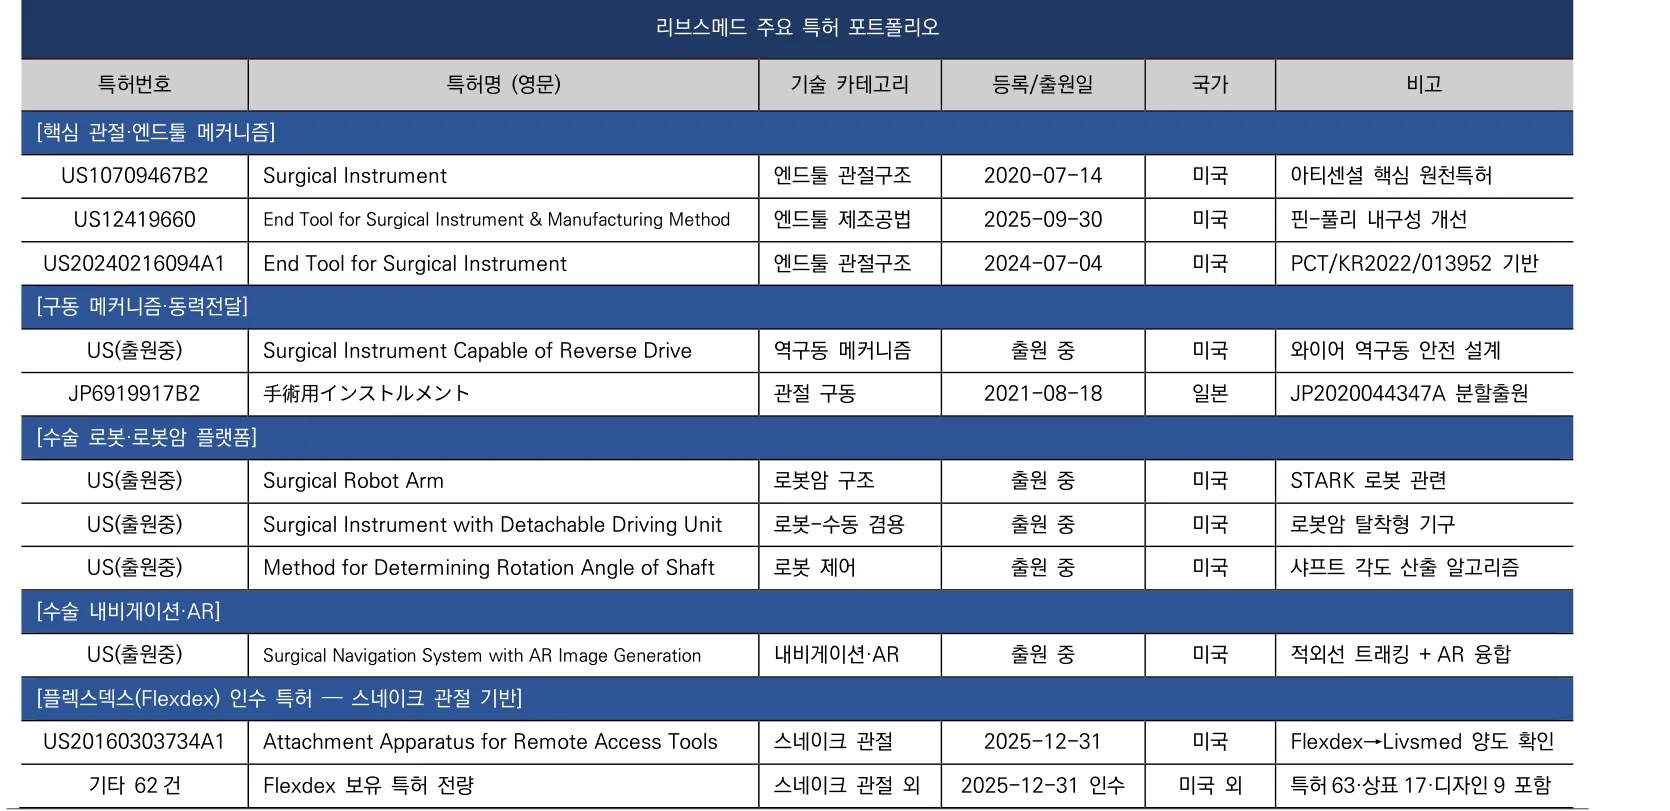 리브스메드 주요 특허 포트폴리오
특허번호 특허명 (영문) 기술 카테고리 등록/출원일 국가 비고
[핵심 관절·엔드툴 메커니즘]
US10709467B2 Surgical Instrument 엔드툴 관절구조 2020-07-14 미국 아티센셜 핵심 원천특허
US12419660 End Tool for Surgical Instrument & Manufacturing Method 엔드툴 제조공법 2025-09-30 미국 핀-풀리 내구성 개선
US20240216094A1 End Tool for Surgical Instrument 엔드툴 관절구조 2024-07-04 미국 PCT/KR2022/013952 기반
[구동 메커니즘·동력전달]
US(출원중) Surgical Instrument Capable of Reverse Drive 역구동 메커니즘 출원 중 미국 와이어 역구동 안전 설계
JP6919917B2 手術用インストルメント 관절 구동 2021-08-18 일본 JP2020044347A 분할출원
[수술 로봇·로봇암 플랫폼]
US(출원중) Surgical Robot Arm 로봇암 구조 출원 중 미국 STARK 로봇 관련
US(출원중) Surgical Instrument with Detachable Driving Unit 로봇-수동 겸용 출원 중 미국 로봇암 탈착형 기구
US(출원중) Method for Determining Rotation Angle of Shaft 로봇 제어 출원 중 미국 샤프트 각도 산출 알고리즘
[수술 내비게이션·AR]
US(출원중) Surgical Navigation System with AR Image Generation 내비게이션·AR 출원 중 미국 적외선 트래킹 + AR 융합
[플렉스덱스(Flexdex) 인수 특허 — 스네이크 관절 기반]
US20160303734A1 Attachment Apparatus for Remote Access Tools 스네이크 관절 2025-12-31 미국 Flexdex→Livsmed 양도 확인
기타 62건 Flexdex 보유 특허 전량 스네이크 관절 외 2025-12-31 인수 미국 외 특허 63·상표 17·디자인 9 포함